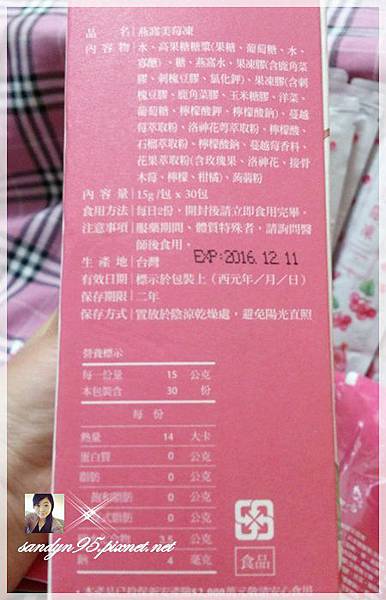 品　　名｜燕窩美莓凍
內 容 物｜水、高果糖糖漿(果糖、葡萄糖、水、
寡醣)、糖、燕窩水、果凍膠(含鹿角菜
膠、刺槐豆膠、氯化鉀)、果凍膠(含刺
槐豆膠、鹿角菜膠、玉米糖膠、洋菜、
葡萄糖、檸檬酸鉀、檸檬酸鈉)、蔓越
莓萃取粉、洛神花萼萃取粉、檸檬酸、
石榴萃取粉、檸檬酸鈉、蔓越莓香料、
花果萃取粉(含玫瑰果、洛神花、接骨
木莓、檸檬、柑橘)、蒟蒻粉
內 容 量｜15g/包 x 30包
食用方法｜每日2份，開封後請立即食用完畢。
注意事項｜服藥期間、體質特殊者，請詢問醫
師後食用。
生 產 地｜台灣
EXP:2016.12.11
有效日期｜標示於包裝上（西元年／月／日）
保存期限｜二年
保存方式｜置放於陰涼乾燥處，避免陽光直照
營養標示
每一份量 15 公克
本包裝含 30 份
每 份
熱量 14 大卡
蛋白質 0 公克
脂肪 0 公克
飽和脂肪 0 公克
式脂肪 0 公克
合物 3.5 公克
鈉 4 毫克
食品
sandyn95.pixnet.net